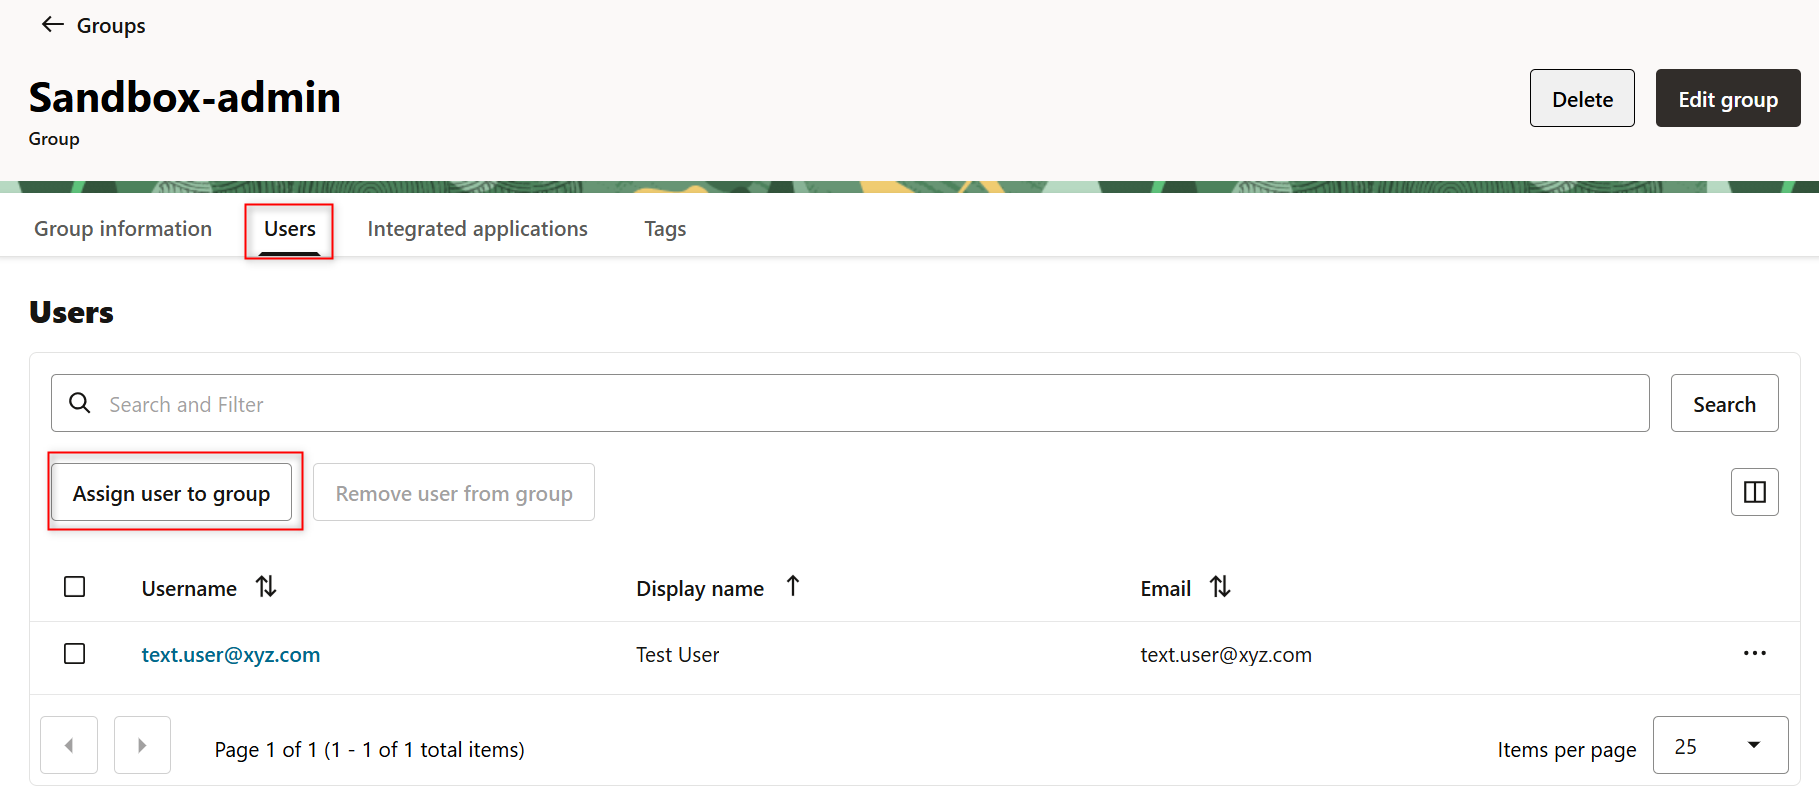 Groups
Sandbox-admin
Delete
Edit group
Group
Group information
Users
Integrated applications
Tags
Users
Search and Filter
Search
Assign user to group
Remove user from group
Username
Display name
Email
text.user@xyz.com
Test User
text.user@xyz.com
Page 1 of 1 (1 - 1 of 1 total items)
Items per page
25